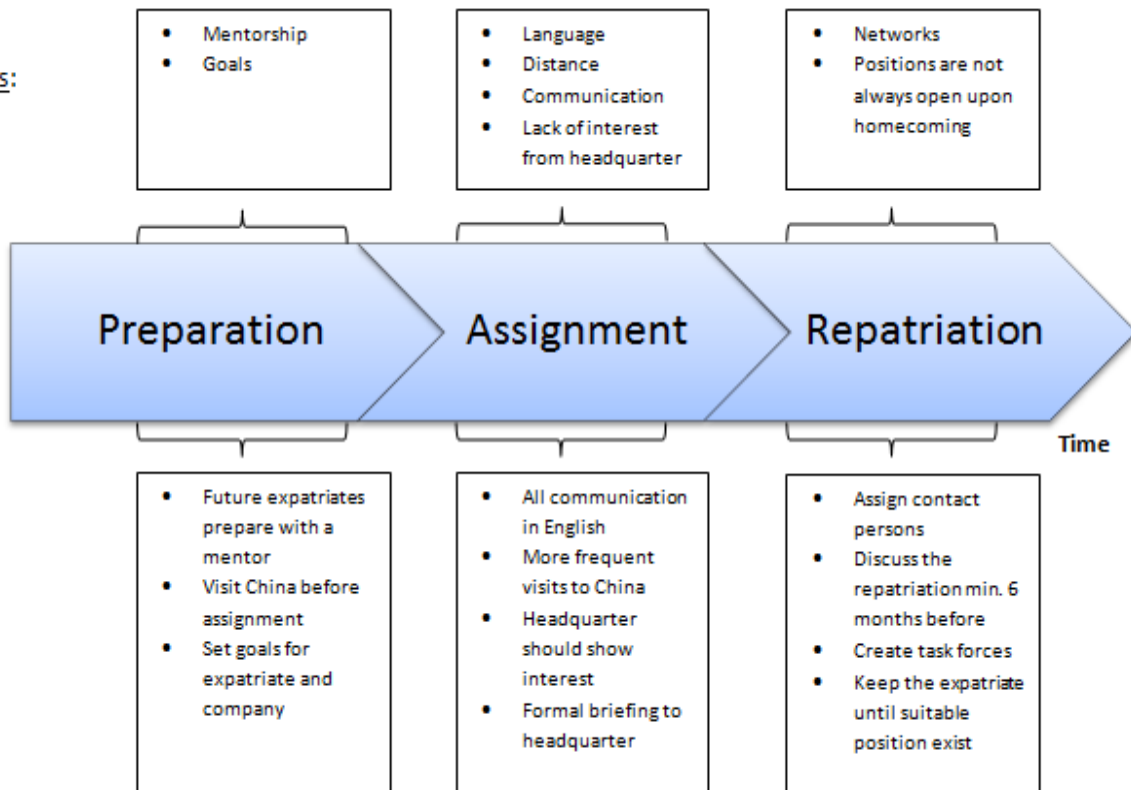 • Mentorship
• Goals
• Language
• Distance
• Communication
• Lack of interest
from headquarter
• Networks
• Positions are not
always open upon
homecoming
s:
Preparation
Assignment
Repatriation
Time
• Future expatriates
prepare with a
mentor
• Visit China before
assignment
• Set goals for
expatriate and
company
• All communication
in English
• More frequent
visits to China
• Headquarter
should show
interest
• Formal briefing to
headquarter
• Assign contact
persons
• Discuss the
repatriation min. 6
months before
• Create task forces
• Keep the expatriate
until suitable
position exist